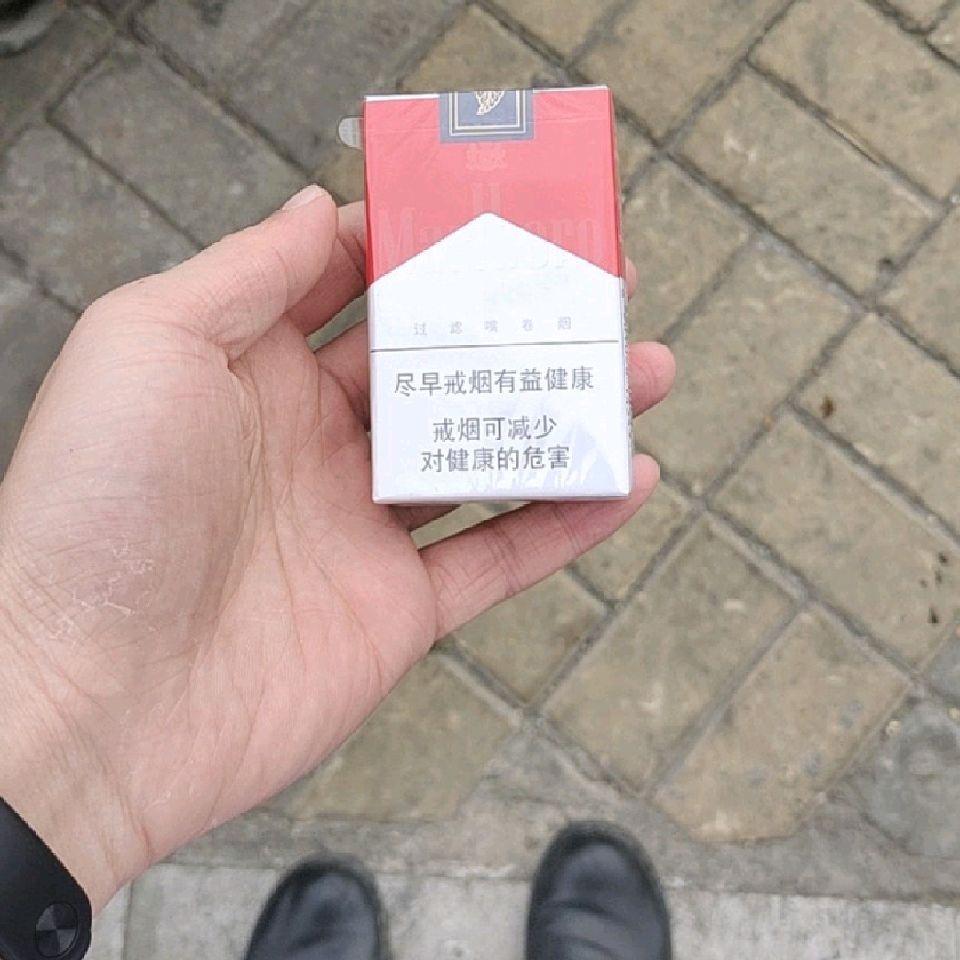 Marlboro
过滤嘴卷烟
尽早戒烟有益健康
戒烟可减少
对健康的危害